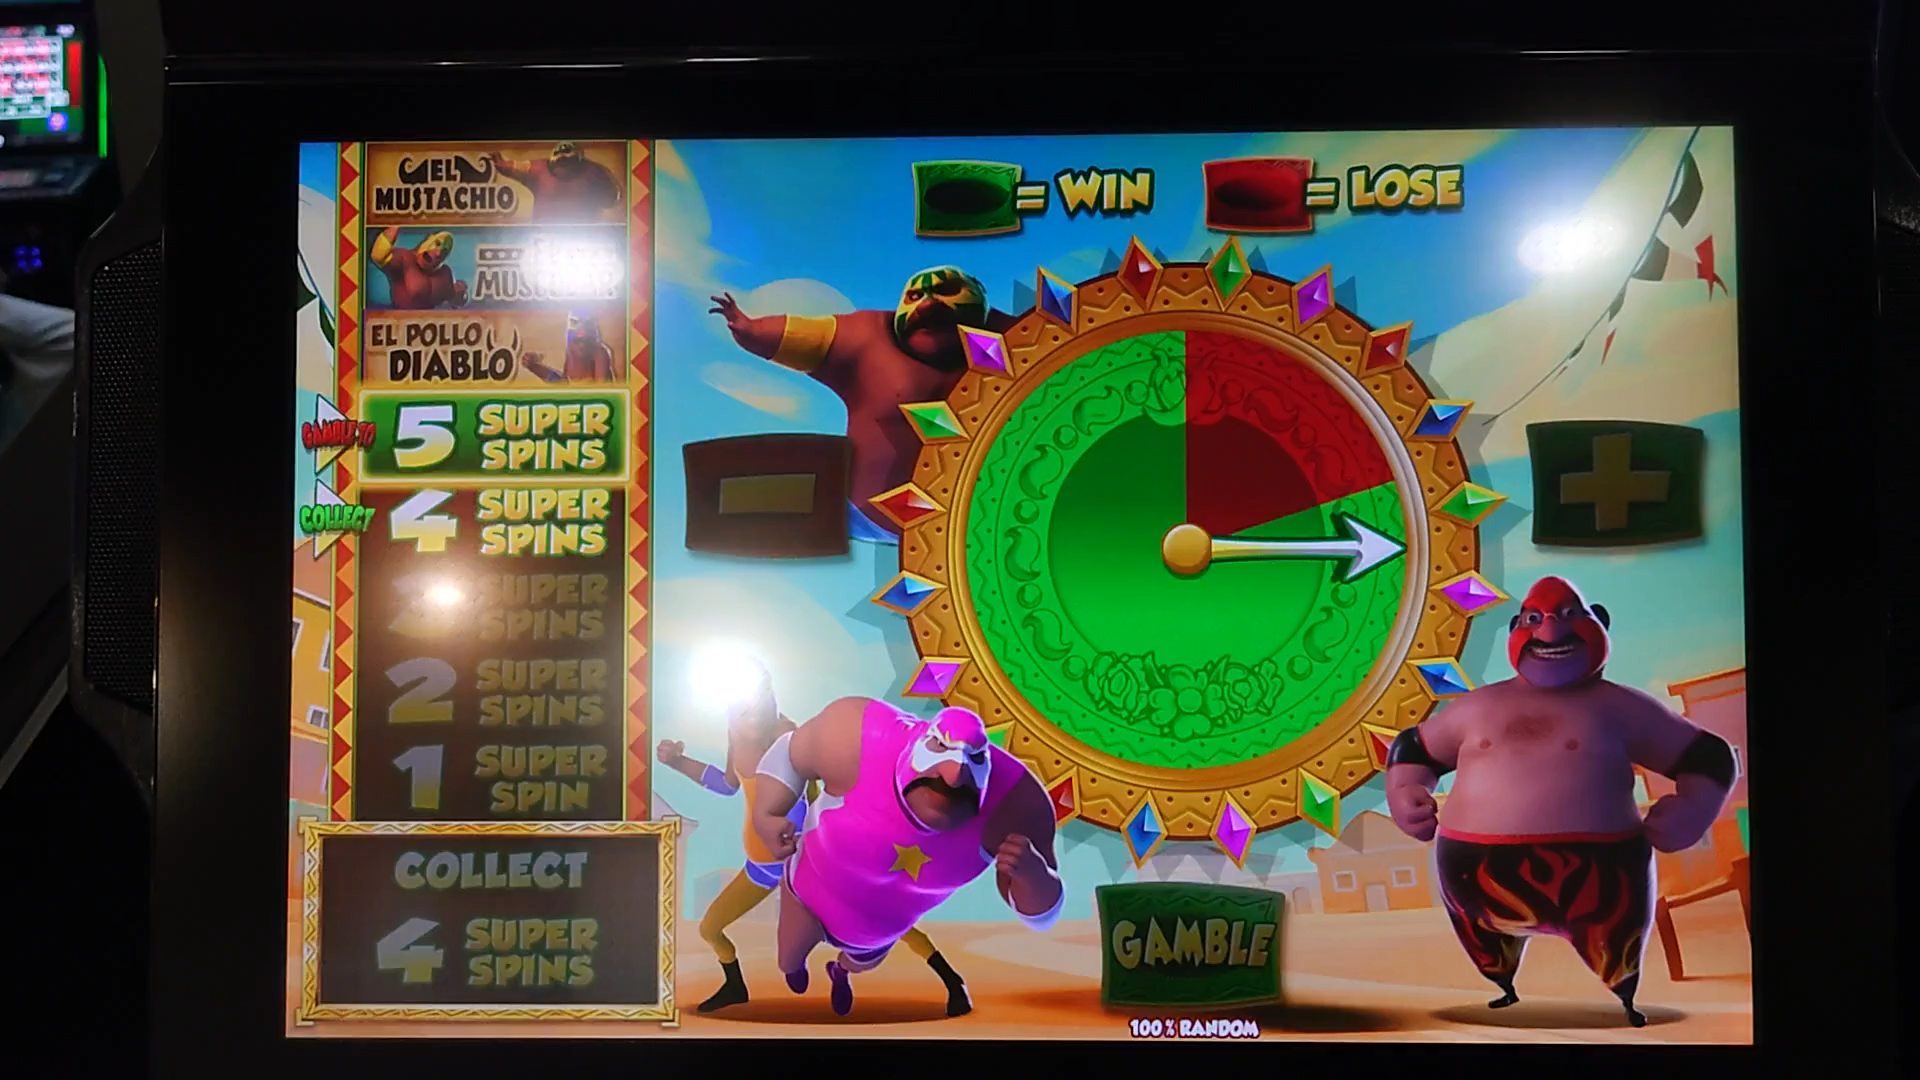 EL
MUSTACHIO
EL
MUSCULAR
EL POLLO
DIABLO
= WIN
= LOSE
GAMBLE TO
5 SUPER
SPINS
COLLECT
4 SUPER
SPINS
SUPER
SPINS
2 SUPER
SPINS
1 SUPER
SPIN
COLLECT
4 SUPER
SPINS
GAMBLE
100% RANDOM